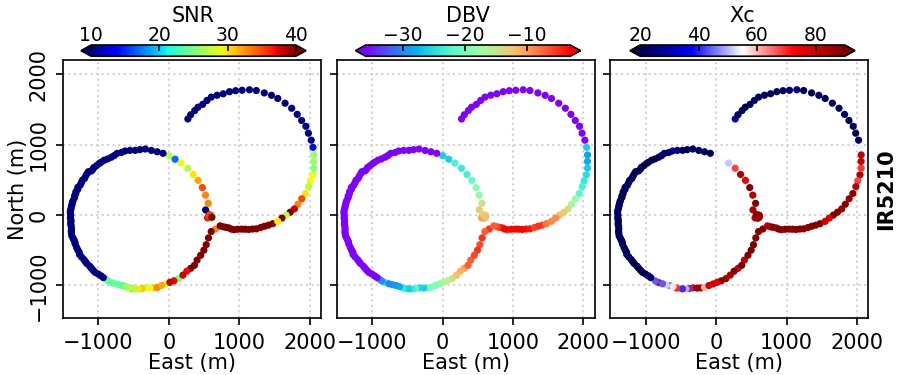 SNR DBV Xc
10 20 30 40 −30 −20 −10 20 40 60 80
2000
1000
0
−1000
North (m)
IR5210
−1000 0 1000 2000 −1000 0 1000 2000 −1000 0 1000 2000
East (m) East (m) East (m)